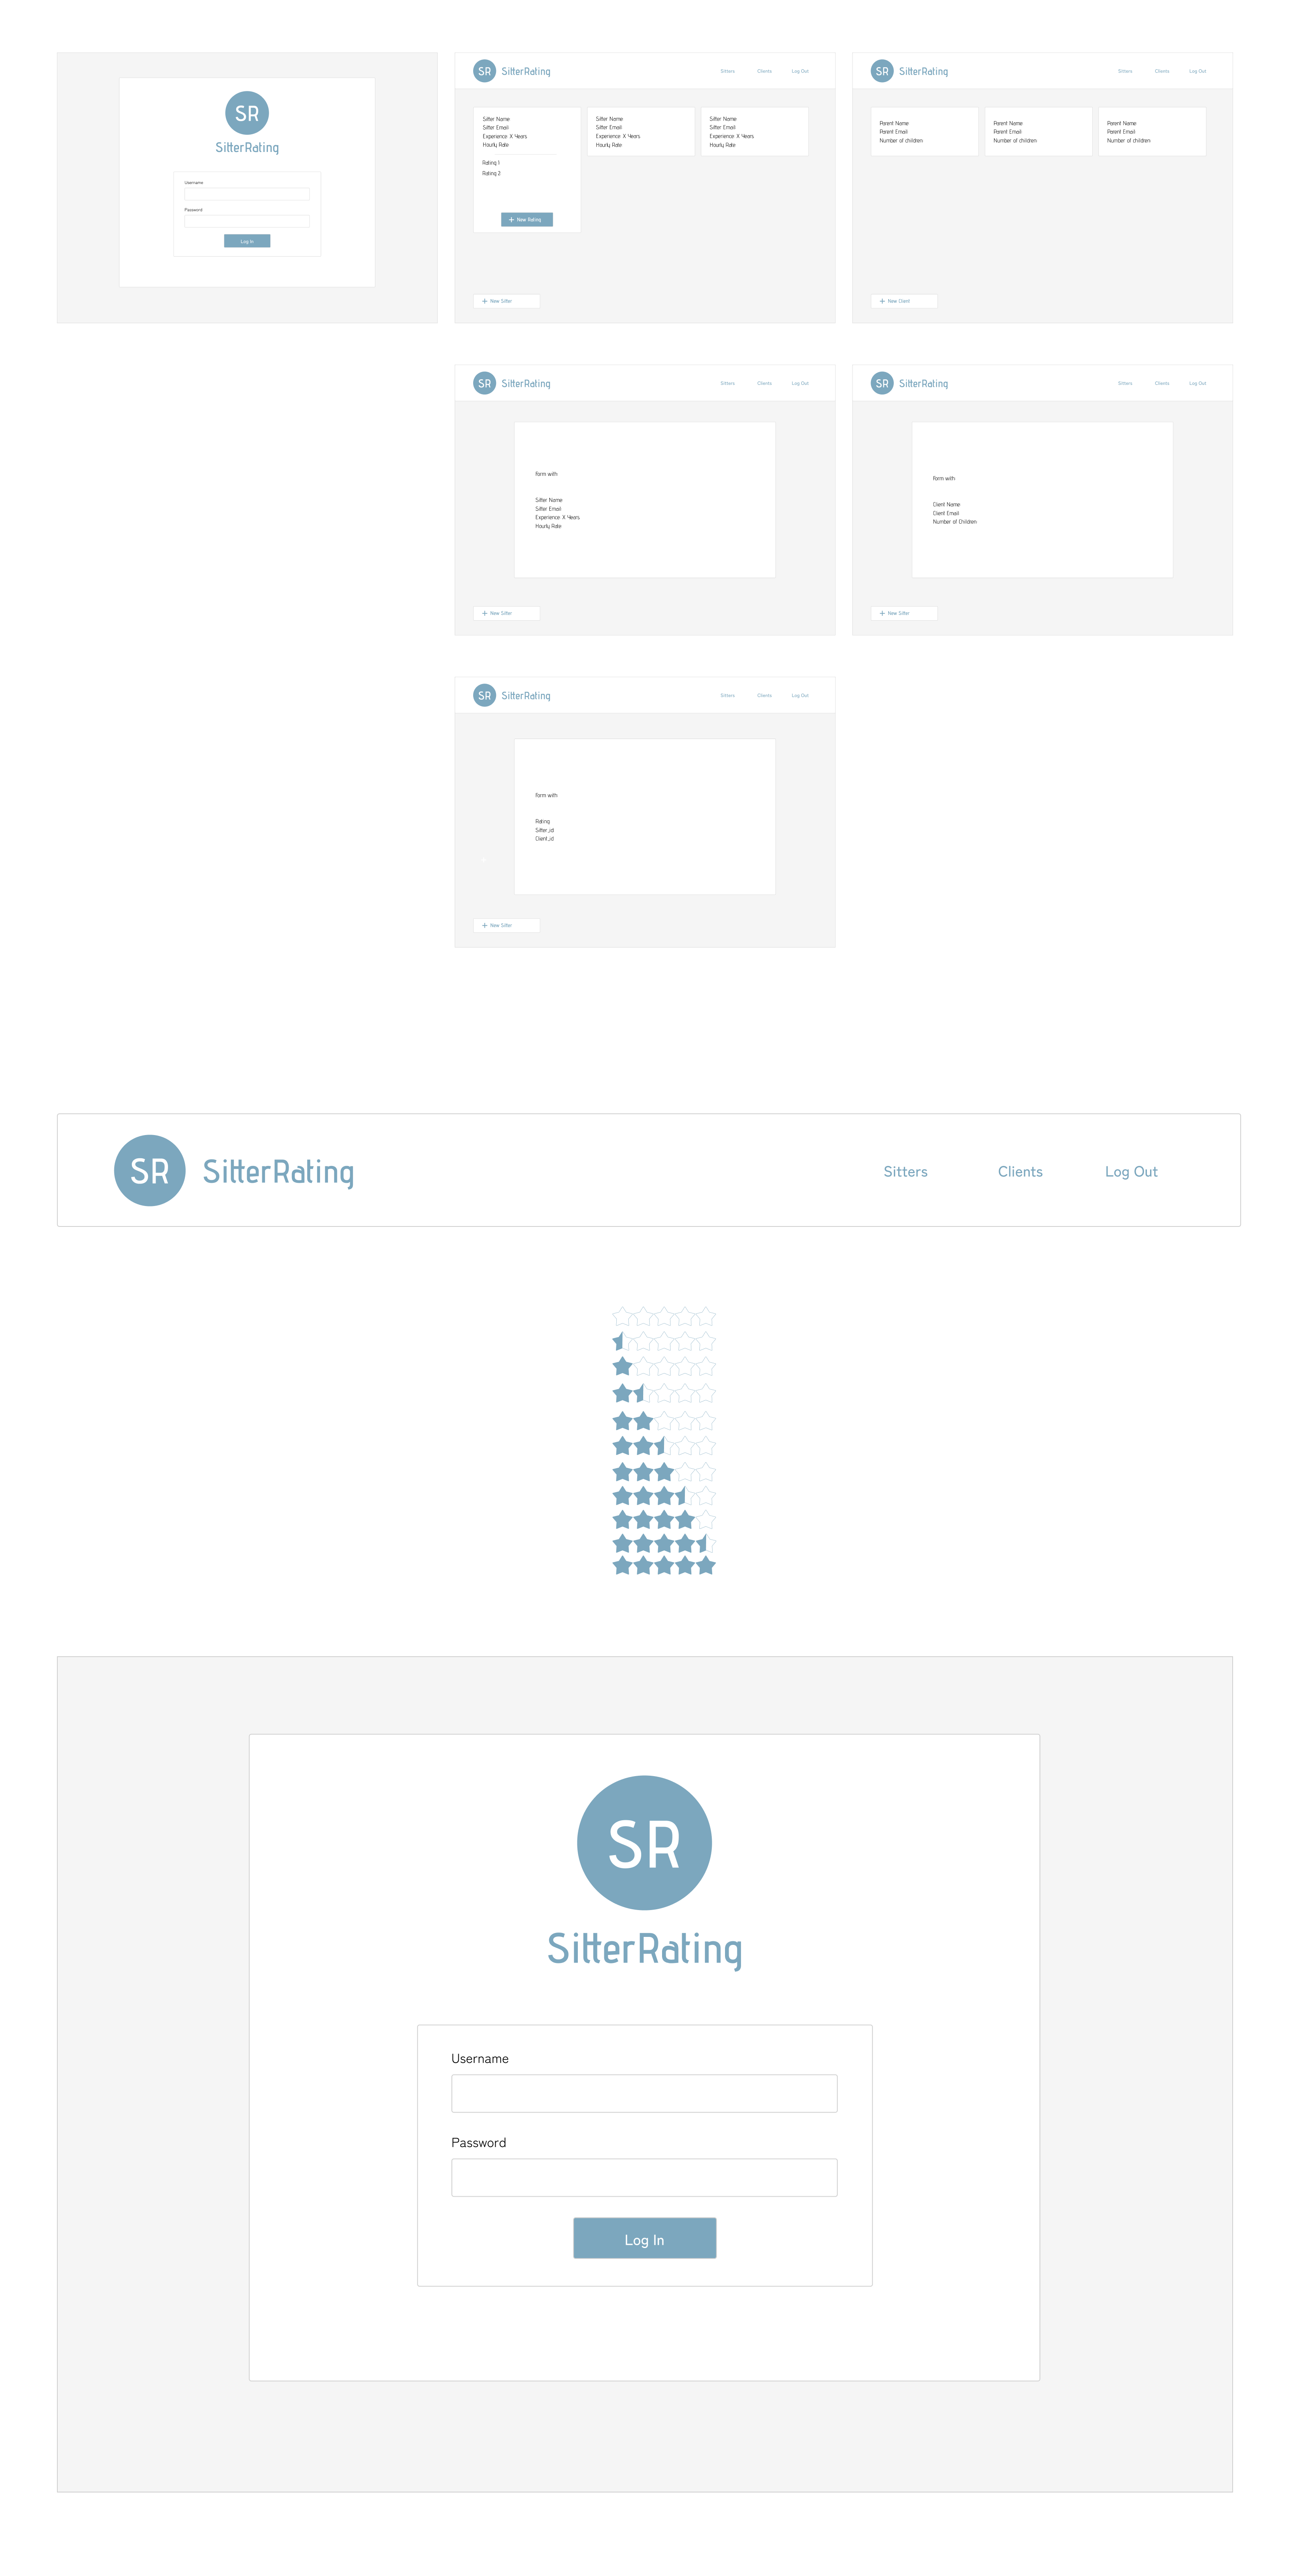 SR
SitterRating
Username
Password
Log In
SR SitterRating Sitters Clients Log Out
Sitter Name
Sitter Email
Experience X Years
Hourly Rate
Rating 1
Rating 2
+ New Rating
Sitter Name
Sitter Email
Experience X Years
Hourly Rate
Sitter Name
Sitter Email
Experience X Years
Hourly Rate
+ New Sitter
SR SitterRating Sitters Clients Log Out
Parent Name
Parent Email
Number of children
Parent Name
Parent Email
Number of children
Parent Name
Parent Email
Number of children
+ New Client
SR SitterRating Sitters Clients Log Out
Form with:
Sitter Name
Sitter Email
Experience X Years
Hourly Rate
+ New Sitter
SR SitterRating Sitters Clients Log Out
Form with:
Client Name
Client Email
Number of Children
+ New Sitter
SR SitterRating Sitters Clients Log Out
Form with:
Rating
Sitter_id
Client_id
+ New Sitter
SR SitterRating Sitters Clients Log Out
SR
SitterRating
Username
Password
Log In